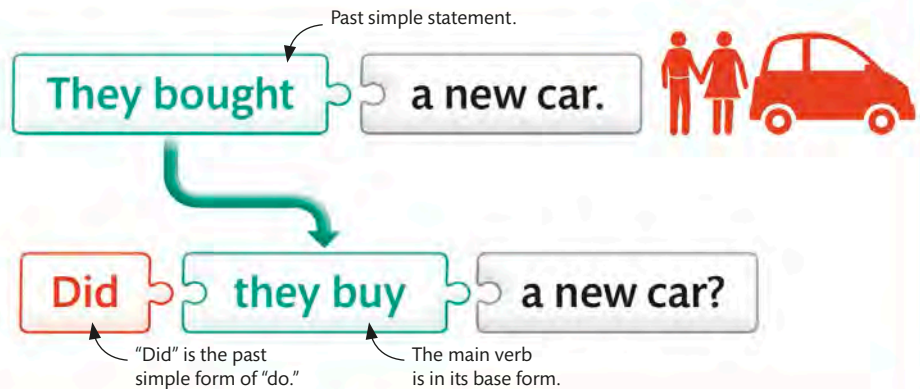 Past simple statement.
They bought a new car.
Did they buy a new car?
"Did" is the past
simple form of "do."
The main verb
is in its base form.